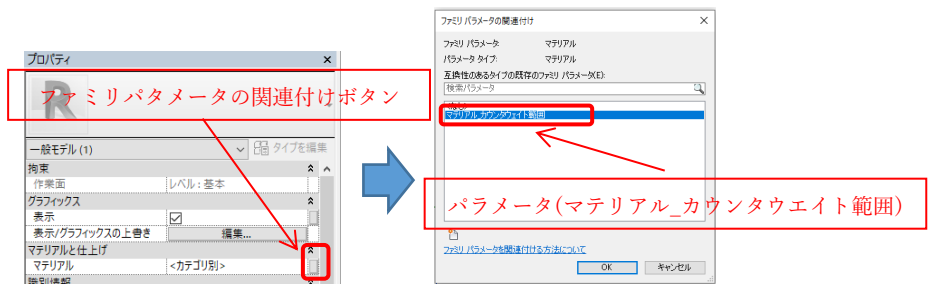 プロパティ
ファミリパタメータの関連付けボタン
一般モデル (1)
タイプを編集
拘束
作業面
レベル : 基本
グラフィックス
表示
表示/グラフィックスの上書き
編集...
マテリアルと仕上げ
マテリアル
<カテゴリ別>
識別情報
ファミリ パラメータの関連付け
ファミリ パラメータ:
マテリアル
パラメータ タイプ:
マテリアル
互換性のあるタイプの既存のファミリ パラメータ(E):
検索パラメータ
<なし>
マテリアル_カウンタウェイト範囲
パラメータ(マテリアル_カウンタウエイト範囲)
ファミリ パラメータを関連付ける方法について
OK
キャンセル